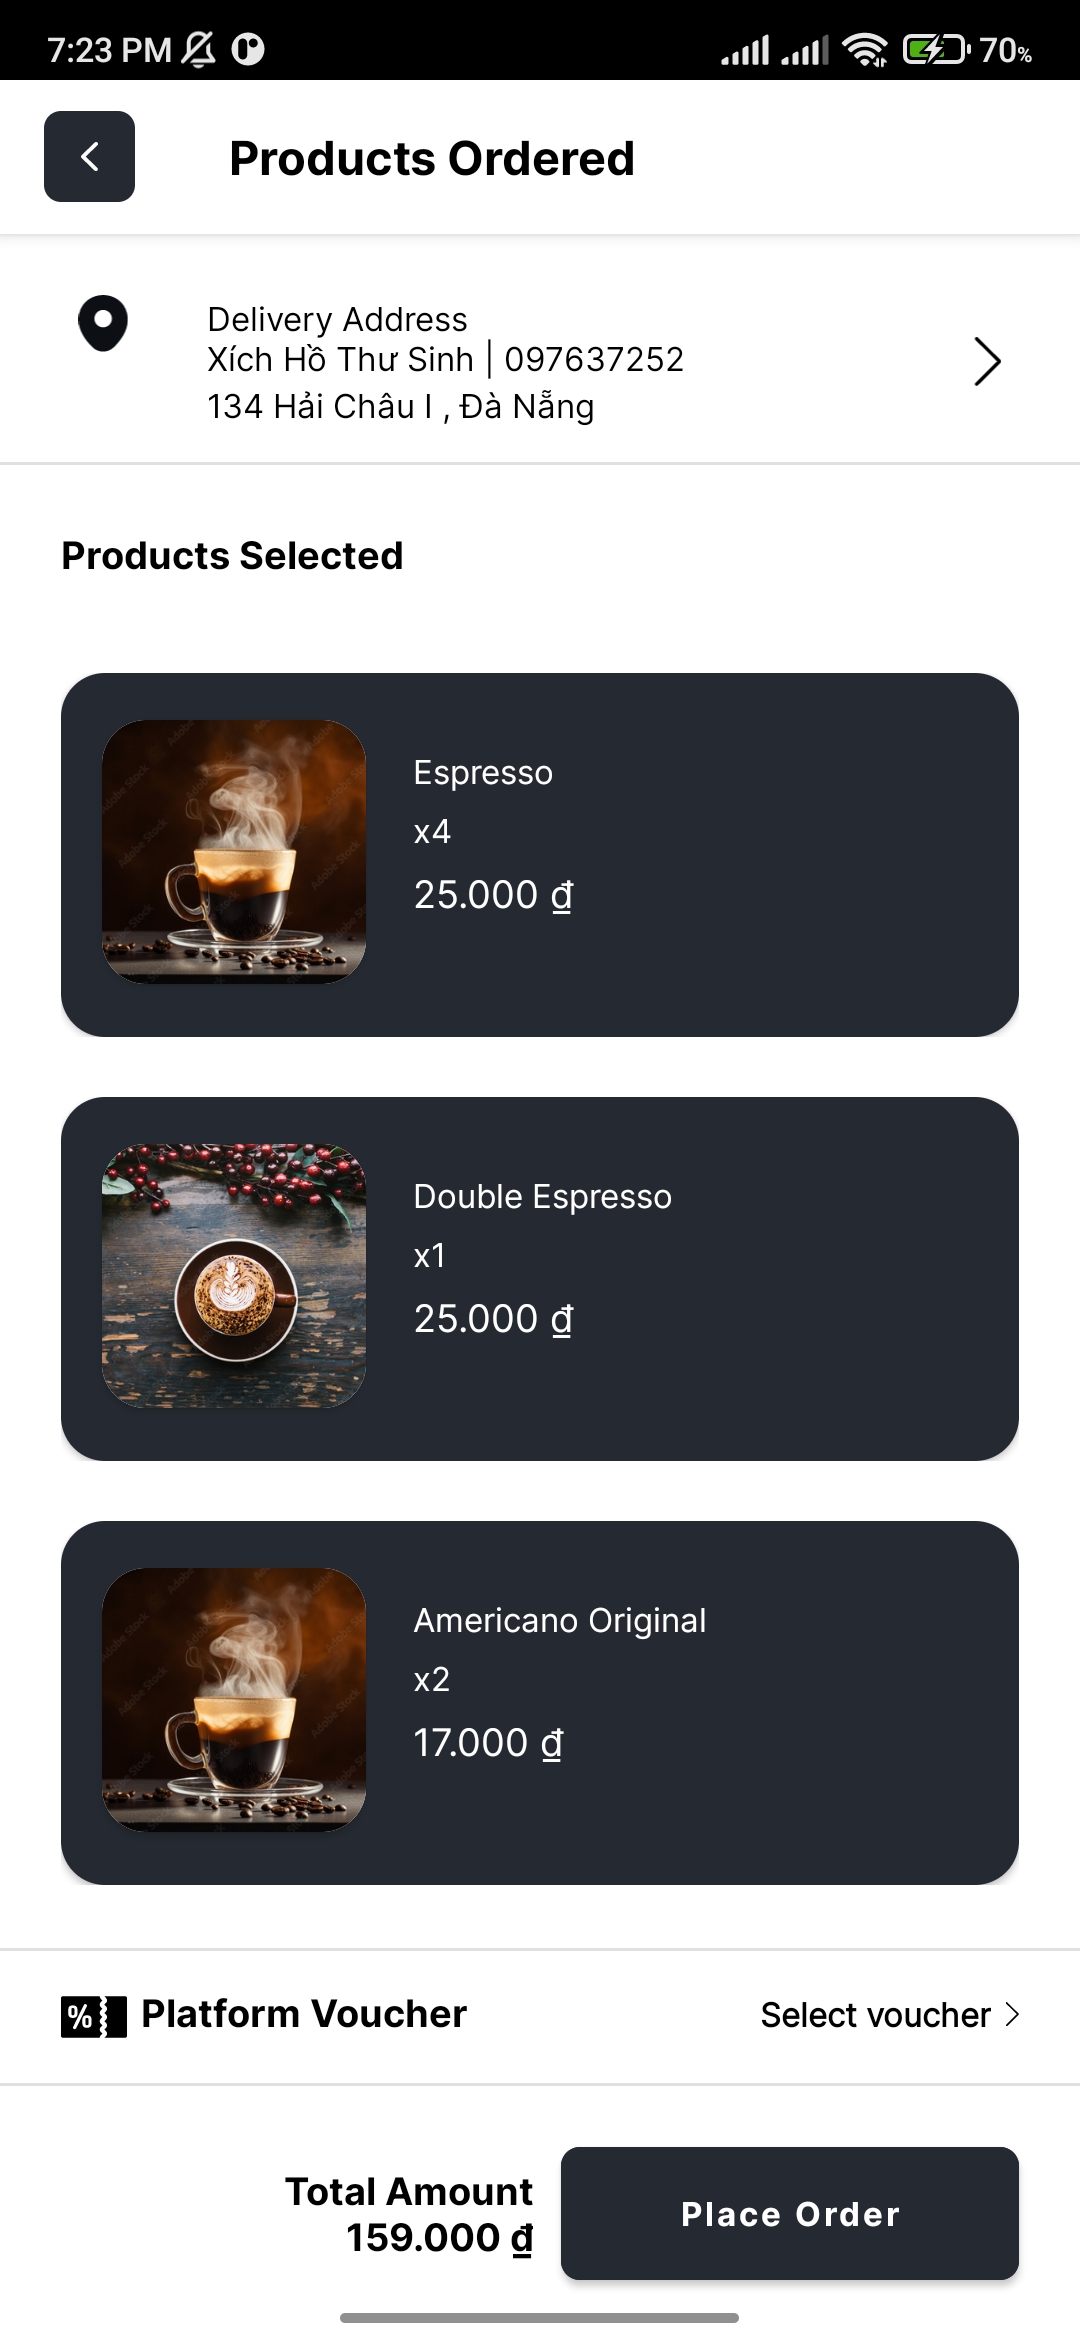 7:23 PM
70%
Products Ordered
Delivery Address
Xích Hồ Thư Sinh | 097637252
134 Hải Châu I , Đà Nẵng
Products Selected
Espresso
x4
25.000 ₫
Double Espresso
x1
25.000 ₫
Americano Original
x2
17.000 ₫
% Platform Voucher
Select voucher
Total Amount
159.000 ₫
Place Order